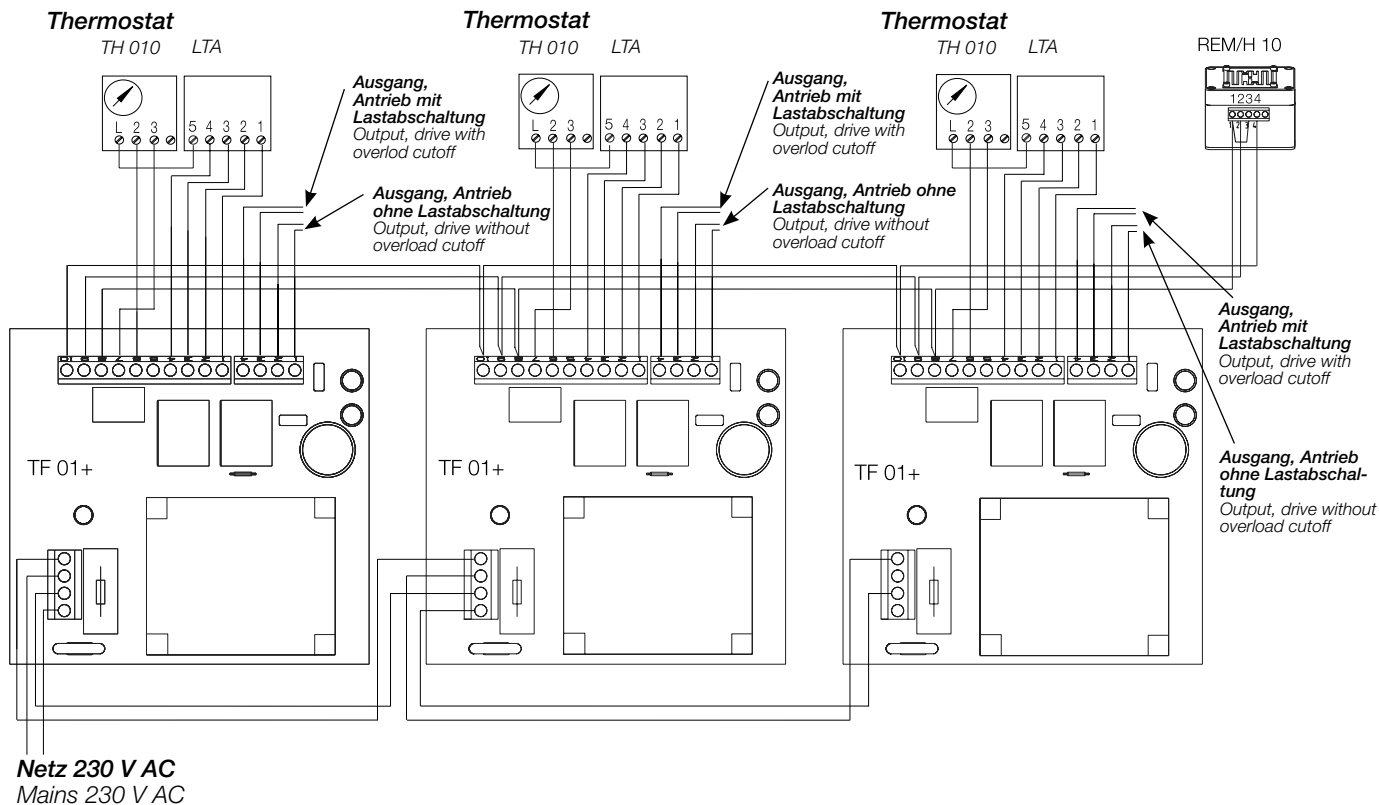 Thermostat
TH 010 LTA
L 2 3
5 4 3 2 1
Ausgang,
Antrieb mit
Lastabschaltung
Output, drive with
overlod cutoff
Ausgang, Antrieb
ohne Lastabschaltung
Output, drive without
overload cutoff
Thermostat
TH 010 LTA
L 2 3
5 4 3 2 1
Ausgang,
Antrieb mit
Lastabschaltung
Output, drive with
overlod cutoff
Ausgang, Antrieb ohne
Lastabschaltung
Output, drive without
overload cutoff
Thermostat
TH 010 LTA
L 2 3
5 4 3 2 1
REM/H 10
1234
Ausgang,
Antrieb mit
Lastabschaltung
Output, drive with
overload cutoff
Ausgang, Antrieb
ohne Lastabschal-
tung
Output, drive without
overload cutoff
TF 01+
TF 01+
TF 01+
Netz 230 V AC
Mains 230 V AC